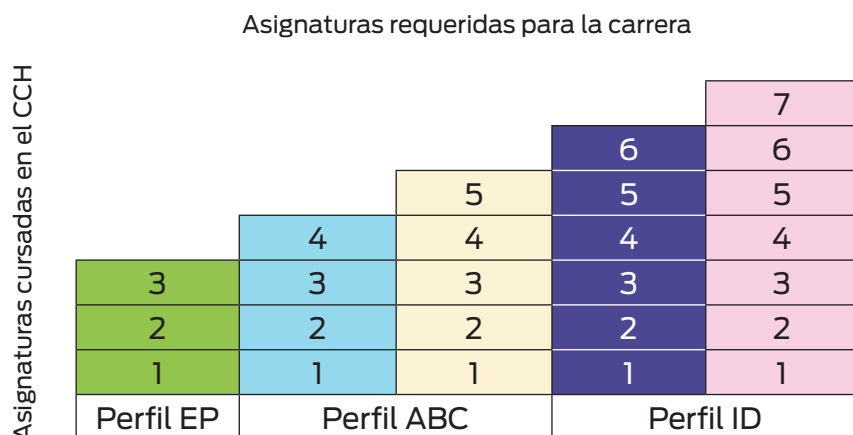 Asignaturas requeridas para la carrera
Asignaturas cursadas en el CCH
7
6 6
5 5 5
4 4 4 4
3 3 3 3 3
2 2 2 2 2
1 1 1 1 1
Perfil EP Perfil ABC Perfil ID